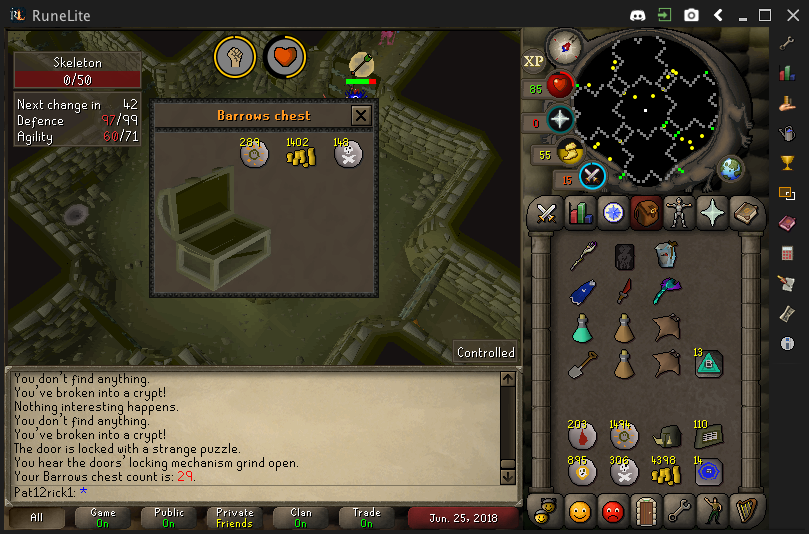 RuneLite
Skeleton
0/50
Next change in 42
Defence 97/99
Agility 60/71
Barrows chest
289 1402 148
XP
85
0
55
15
Controlled
You don't find anything.
You've broken into a crypt!
Nothing interesting happens.
You don't find anything.
You've broken into a crypt!
The door is locked with a strange puzzle.
You hear the doors' locking mechanism grind open.
Your Barrows chest count is: 29.
Pat12rick1: *
13
203 1494 110
895 306 4398 14
All
Game
On
Public
On
Private
Friends
Clan
On
Trade
On
Jun. 25, 2018